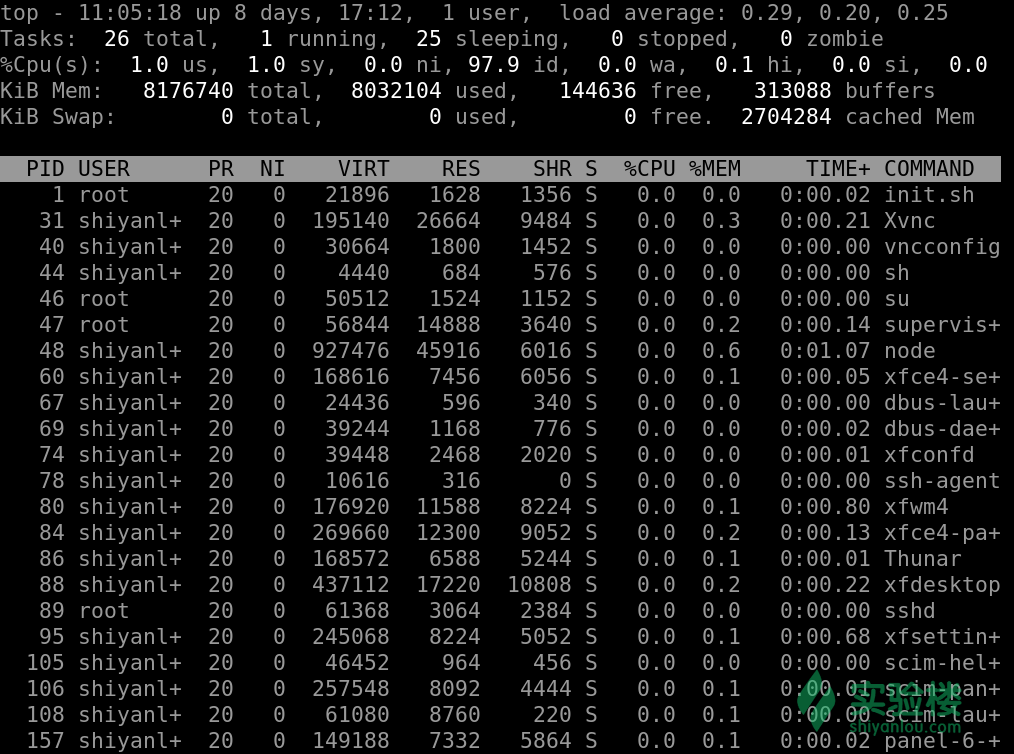 top - 11:05:18 up 8 days, 17:12,  1 user,  load average: 0.29, 0.20, 0.25
Tasks:  26 total,   1 running,  25 sleeping,   0 stopped,   0 zombie
%Cpu(s):  1.0 us,  1.0 sy,  0.0 ni, 97.9 id,  0.0 wa,  0.1 hi,  0.0 si,  0.0
KiB Mem:   8176740 total,  8032104 used,   144636 free,   313088 buffers
KiB Swap:        0 total,        0 used,        0 free.  2704284 cached Mem
PID USER      PR  NI    VIRT    RES    SHR S  %CPU %MEM     TIME+ COMMAND
1 root      20   0   21896   1628   1356 S   0.0  0.0   0:00.02 init.sh
31 shiyanl+  20   0  195140  26664   9484 S   0.0  0.3   0:00.21 Xvnc
40 shiyanl+  20   0   30664   1800   1452 S   0.0  0.0   0:00.00 vncconfig
44 shiyanl+  20   0    4440    684    576 S   0.0  0.0   0:00.00 sh
46 root      20   0   50512   1524   1152 S   0.0  0.0   0:00.00 su
47 root      20   0   56844  14888   3640 S   0.0  0.2   0:00.14 supervis+
48 shiyanl+  20   0  927476  45916   6016 S   0.0  0.6   0:01.07 node
60 shiyanl+  20   0  168616   7456   6056 S   0.0  0.1   0:00.05 xfce4-se+
67 shiyanl+  20   0   24436    596    340 S   0.0  0.0   0:00.00 dbus-lau+
69 shiyanl+  20   0   39244   1168    776 S   0.0  0.0   0:00.02 dbus-dae+
74 shiyanl+  20   0   39448   2468   2020 S   0.0  0.0   0:00.01 xfconfd
78 shiyanl+  20   0   10616    316      0 S   0.0  0.0   0:00.00 ssh-agent
80 shiyanl+  20   0  176920  11588   8224 S   0.0  0.1   0:00.80 xfwm4
84 shiyanl+  20   0  269660  12300   9052 S   0.0  0.2   0:00.13 xfce4-pa+
86 shiyanl+  20   0  168572   6588   5244 S   0.0  0.1   0:00.01 Thunar
88 shiyanl+  20   0  437112  17220  10808 S   0.0  0.2   0:00.22 xfdesktop
89 root      20   0   61368   3064   2384 S   0.0  0.0   0:00.00 sshd
95 shiyanl+  20   0  245068   8224   5052 S   0.0  0.1   0:00.68 xfsettin+
105 shiyanl+  20   0   46452    964    456 S   0.0  0.0   0:00.00 scim-hel+
106 shiyanl+  20   0  257548   8092   4444 S   0.0  0.1   0:00.01 scim-pan+
108 shiyanl+  20   0   61080   8760    220 S   0.0  0.1   0:00.00 scim-lau+
157 shiyanl+  20   0  149188   7332   5864 S   0.0  0.1   0:00.02 panel-6-+
实验楼
shiyanlou.com